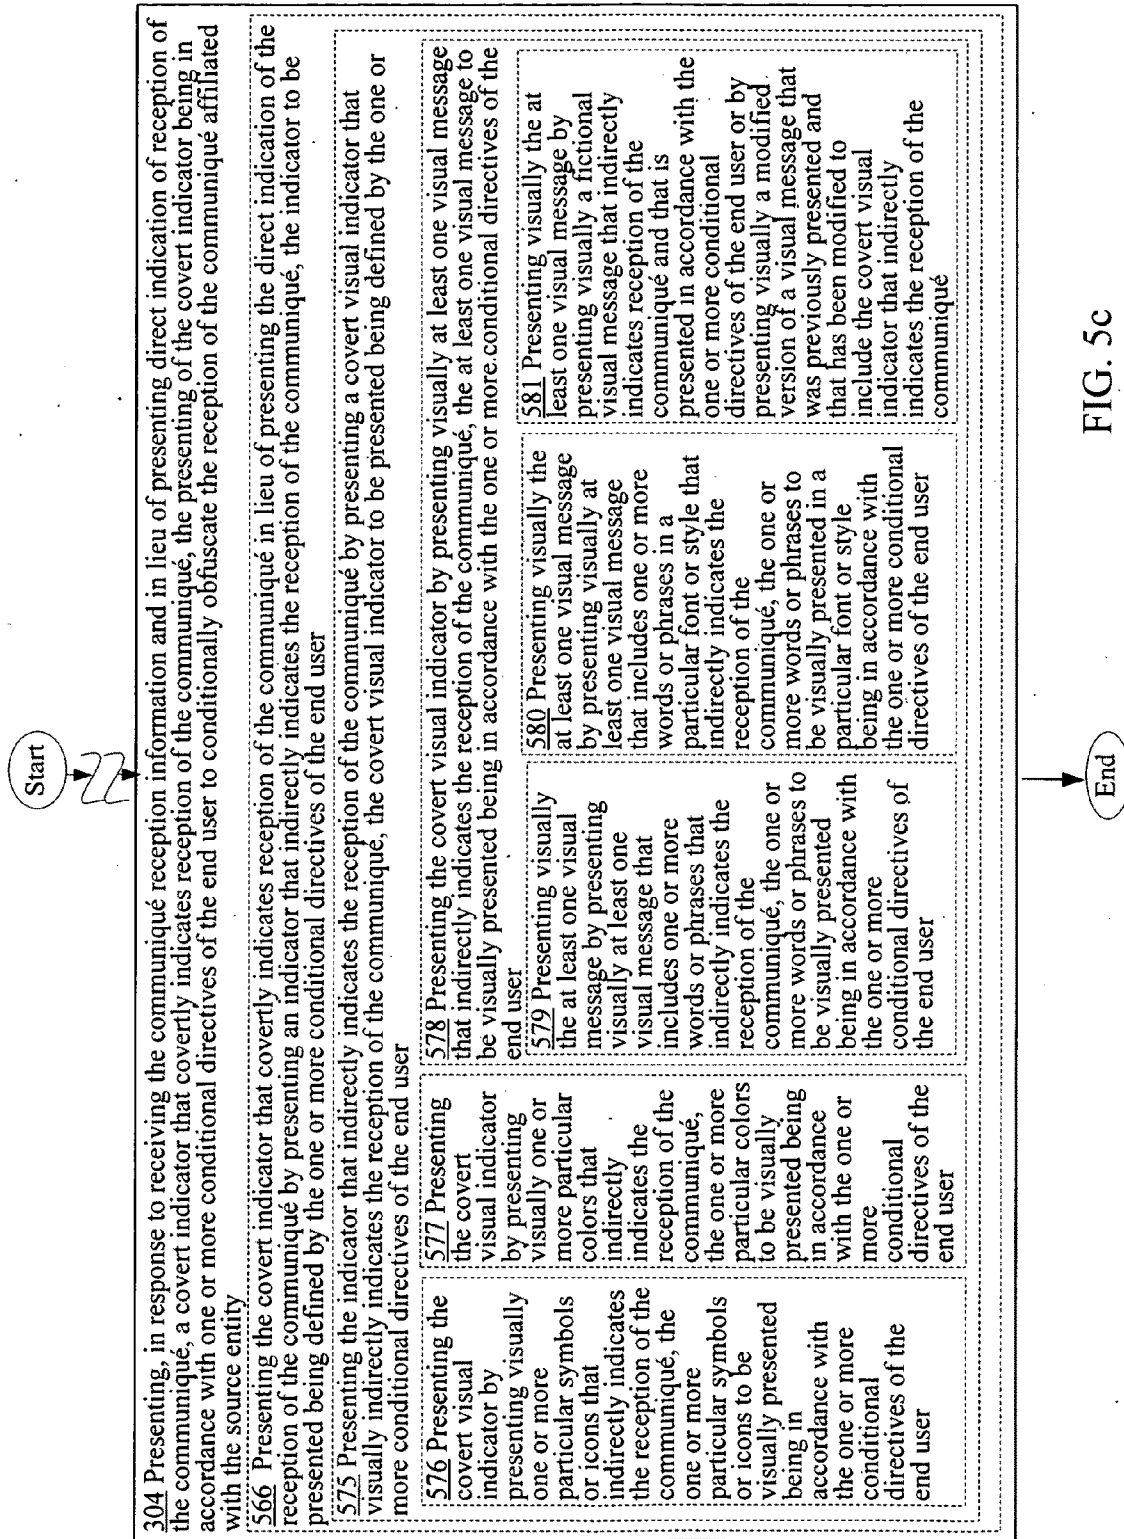 Start
304 Presenting, in response to receiving the communiqué reception information and in lieu of presenting direct indication of reception of
the communiqué, a covert indicator that covertly indicates reception of the communiqué, the presenting of the covert indicator being in
accordance with one or more conditional directives of the end user to conditionally obfuscate the reception of the communiqué affiliated
with the source entity
566 Presenting the covert indicator that covertly indicates reception of the communiqué in lieu of presenting the direct indication of the
reception of the communiqué by presenting an indicator that indirectly indicates the reception of the communiqué, the indicator to be
presented being defined by the one or more conditional directives of the end user
575 Presenting the indicator that indirectly indicates the reception of the communiqué by presenting a covert visual indicator that
visually indirectly indicates the reception of the communiqué, the covert visual indicator to be presented being defined by the one or
more conditional directives of the end user
576 Presenting the
covert visual
indicator by
presenting visually
one or more
particular symbols
or icons that
indirectly indicates
the reception of the
communiqué, the
one or more
particular symbols
or icons to be
visually presented
being in
accordance with
the one or more
conditional
directives of the
end user
577 Presenting
the covert
visual indicator
by presenting
visually one or
more particular
colors that
indirectly
indicates the
reception of the
communiqué,
the one or more
particular colors
to be visually
presented being
in accordance
with the one or
more
conditional
directives of the
end user
578 Presenting the covert visual indicator by presenting visually at least one visual message
that indirectly indicates the reception of the communiqué, the at least one visual message to
be visually presented being in accordance with the one or more conditional directives of the
end user
579 Presenting visually
the at least one visual
message by presenting
visually at least one
visual message that
includes one or more
words or phrases that
indirectly indicates the
reception of the
communiqué, the one or
more words or phrases to
be visually presented
being in accordance with
the one or more
conditional directives of
the end user
580 Presenting visually the
at least one visual message
by presenting visually at
least one visual message
that includes one or more
words or phrases in a
particular font or style that
indirectly indicates the
reception of the
communiqué, the one or
more words or phrases to
be visually presented in a
particular font or style
being in accordance with
the one or more conditional
directives of the end user
581 Presenting visually the at
least one visual message by
presenting visually a fictional
visual message that indirectly
indicates reception of the
communiqué and that is
presented in accordance with the
one or more conditional
directives of the end user or by
presenting visually a modified
version of a visual message that
was previously presented and
that has been modified to
include the covert visual
indicator that indirectly
indicates the reception of the
communiqué
End
FIG. 5c